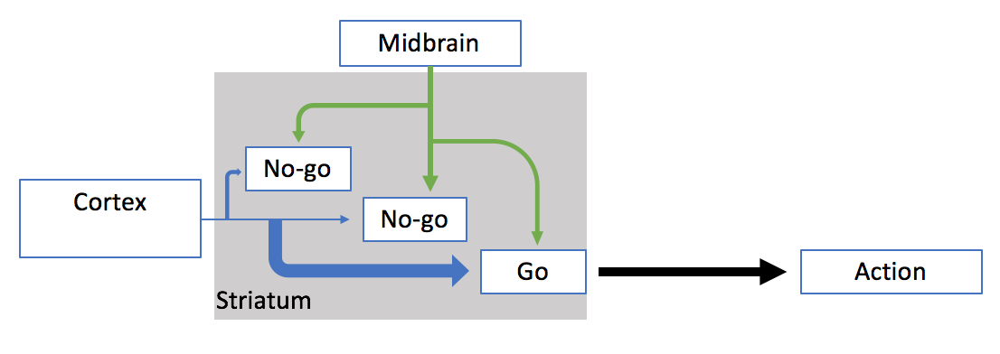 Midbrain
No-go
Cortex
No-go
Go
Action
Striatum